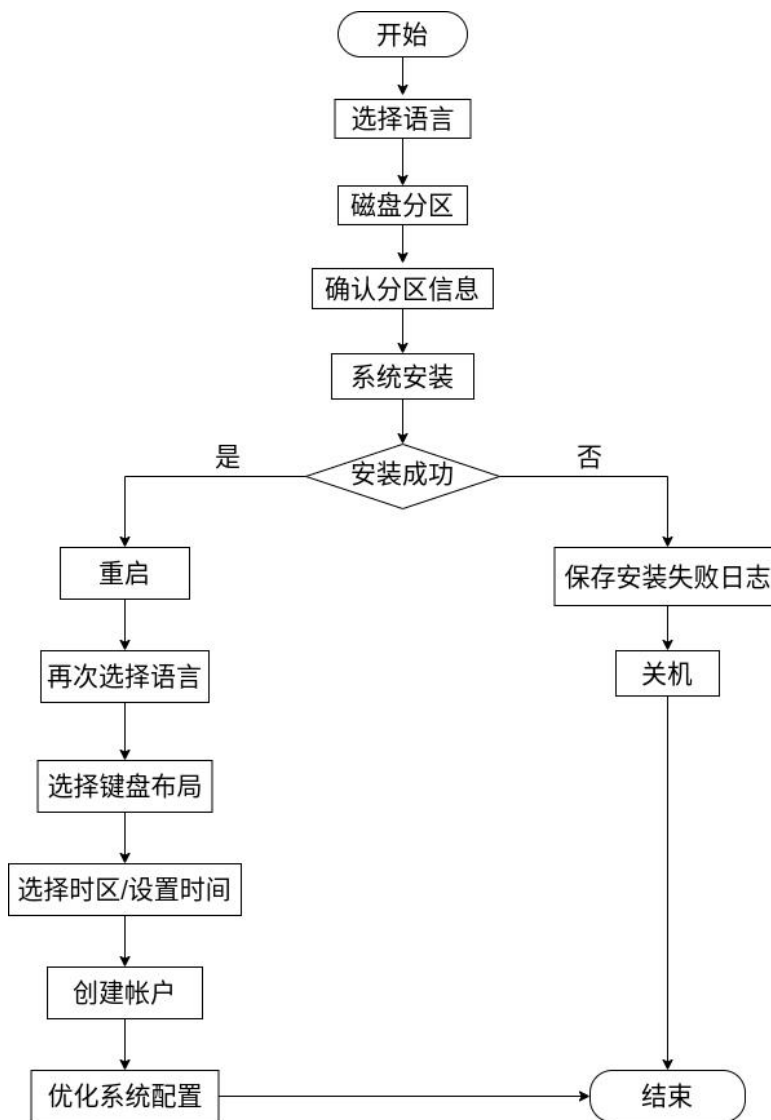 开始
选择语言
磁盘分区
确认分区信息
系统安装
安装成功
是
否
重启
保存安装失败日志
再次选择语言
关机
选择键盘布局
选择时区/设置时间
创建帐户
优化系统配置
结束